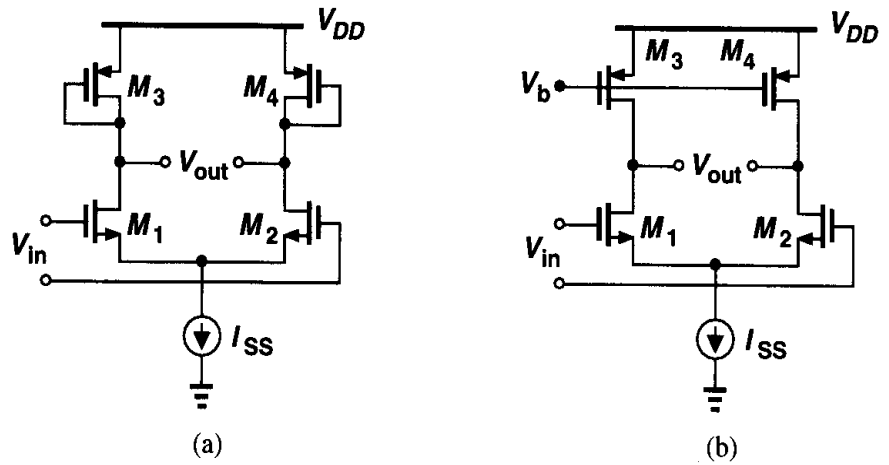 V_DD
M_3
M_4
V_out
M_1
M_2
V_in
I_SS
(a)
V_DD
M_3
M_4
V_b
V_out
M_1
M_2
V_in
I_SS
(b)